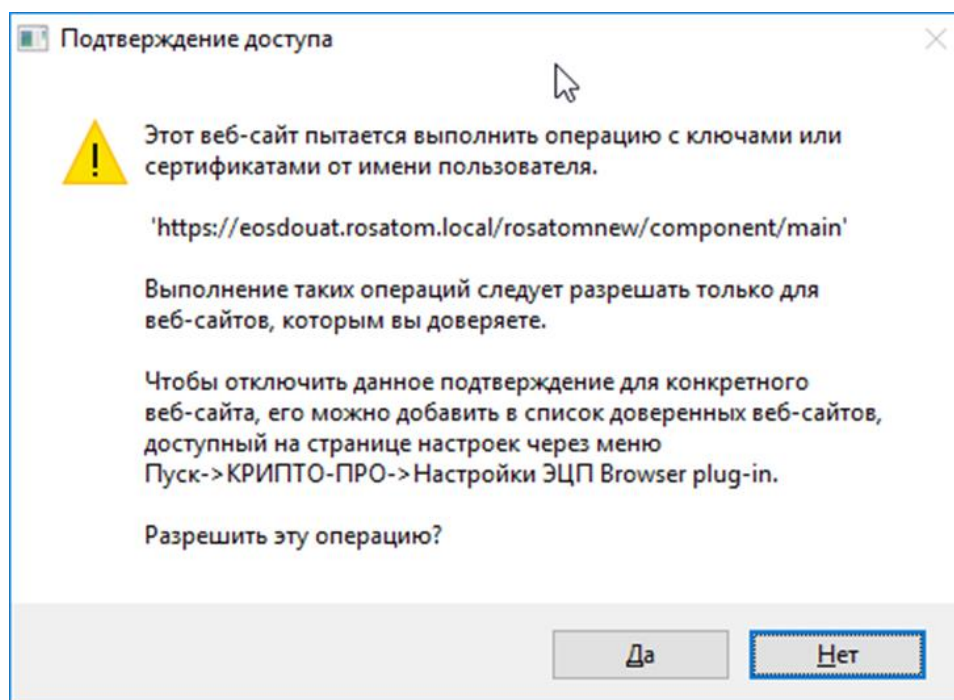 Подтверждение доступа
Этот веб-сайт пытается выполнить операцию с ключами или
сертификатами от имени пользователя.
'https://eosdouat.rosatom.local/rosatomnew/component/main'
Выполнение таких операций следует разрешать только для
веб-сайтов, которым вы доверяете.
Чтобы отключить данное подтверждение для конкретного
веб-сайта, его можно добавить в список доверенных веб-сайтов,
доступный на странице настроек через меню
Пуск->КРИПТО-ПРО->Настройки ЭЦП Browser plug-in.
Разрешить эту операцию?
Да
Нет